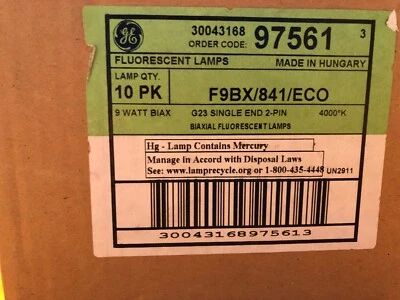 GE
30043168
ORDER CODE: 97561 3
FLUORESCENT LAMPS MADE IN HUNGARY
LAMP QTY.
10 PK F9BX/841/ECO
9 WATT BIAX G23 SINGLE END 2-PIN 4000°K
BIAXIAL FLUORESCENT LAMPS
Hg - Lamp Contains Mercury
Manage in Accord with Disposal Laws
See: www.lamprecycle.org or 1-800-435-4448 UN2911
30043168975613